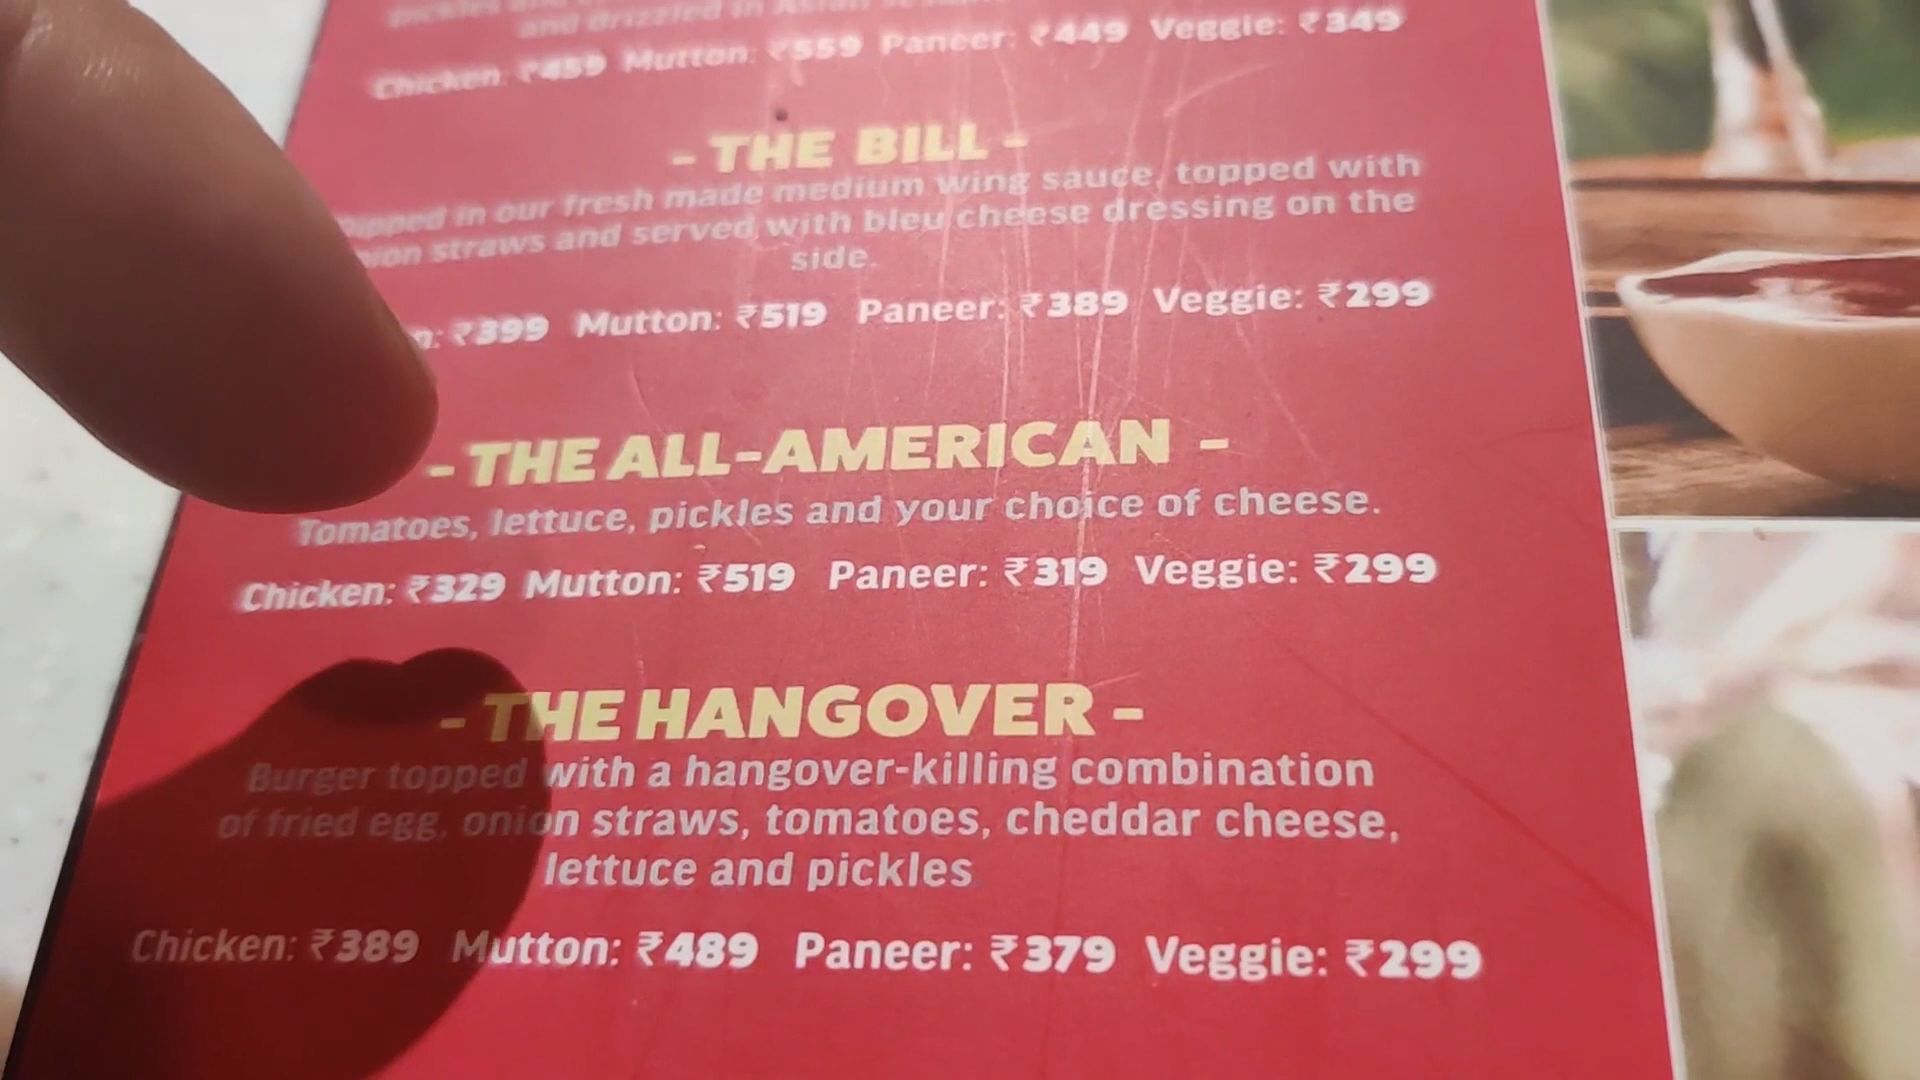 and drizzled in Asian
Chicken: ₹459 Mutton: ₹559 Paneer: ₹449 Veggie: ₹349
- THE BILL -
Dipped in our fresh made medium wing sauce, topped with
straws and served with bleu cheese dressing on the
side.
₹399 Mutton: ₹519 Paneer: ₹389 Veggie: ₹299
- THE ALL-AMERICAN -
Tomatoes, lettuce, pickles and your choice of cheese.
Chicken: ₹329 Mutton: ₹519 Paneer: ₹319 Veggie: ₹299
- THE HANGOVER -
Burger topped with a hangover-killing combination
of fried egg, onion straws, tomatoes, cheddar cheese,
lettuce and pickles
Chicken: ₹389 Mutton: ₹489 Paneer: ₹379 Veggie: ₹299